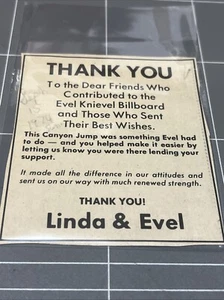 THANK YOU
To the Dear Friends Who
Contributed to the
Evel Knievel Billboard
and Those Who Sent
Their Best Wishes.
This Canyon Jump was something Evel had
to do — and you helped make it easier by
letting us know you were there lending your
support.
It made all the difference in our attitudes and
sent us on our way with much renewed strength.
THANK YOU!
Linda & Evel